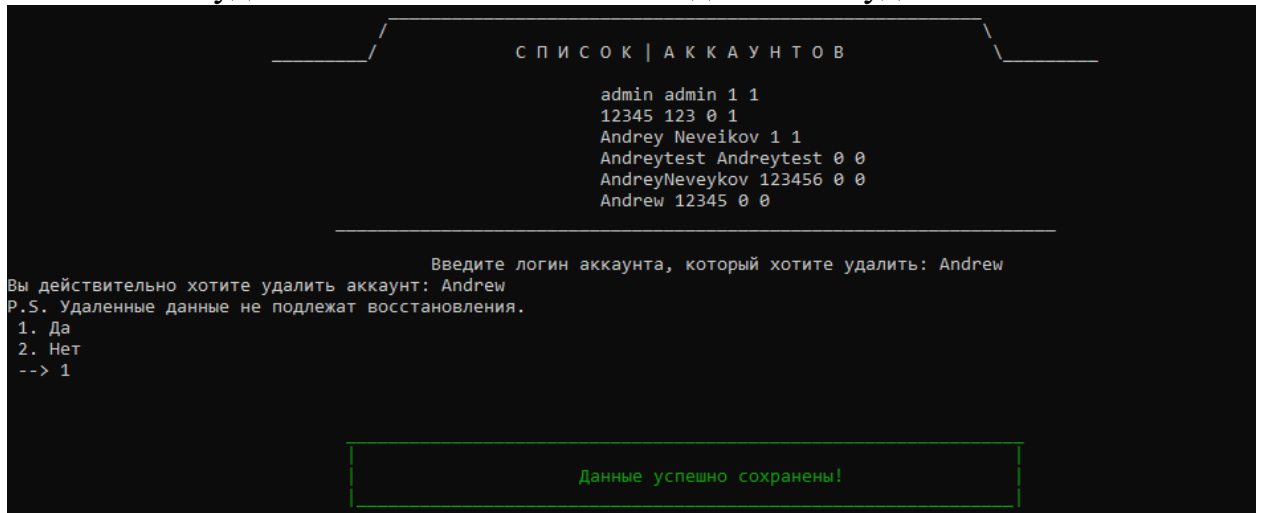 С П И С О К | А К К А У Н Т О В
admin admin 1 1
12345 123 0 1
Andrey Neveikov 1 1
Andreytest Andreytest 0 0
AndreyNeveykov 123456 0 0
Andrew 12345 0 0
Введите логин аккаунта, который хотите удалить: Andrew
Вы действительно хотите удалить аккаунт: Andrew
P.S. Удаленные данные не подлежат восстановления.
1. Да
2. Нет
--> 1
Данные успешно сохранены!